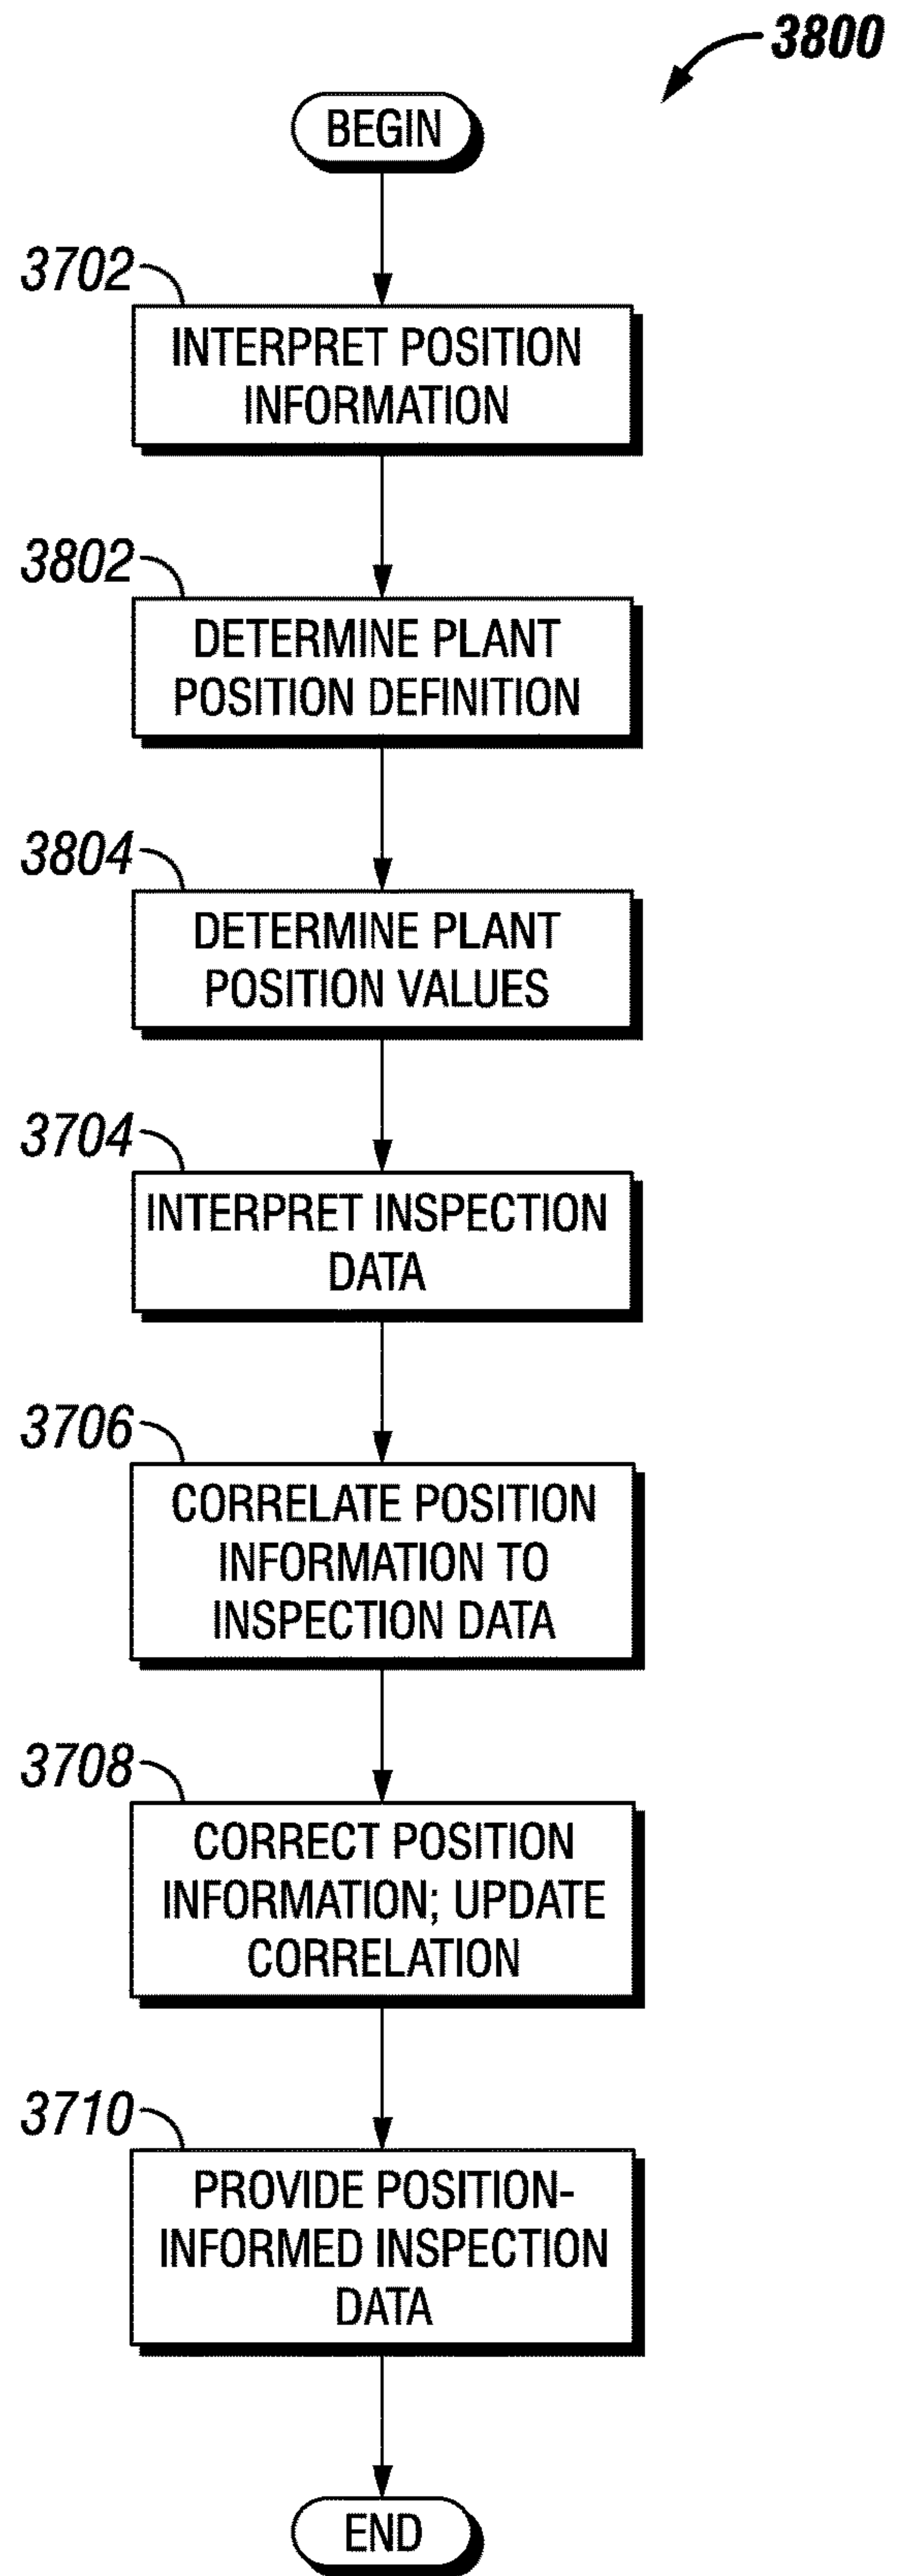 3800
BEGIN
3702
INTERPRET POSITION
INFORMATION
3802
DETERMINE PLANT
POSITION DEFINITION
3804
DETERMINE PLANT
POSITION VALUES
3704
INTERPRET INSPECTION
DATA
3706
CORRELATE POSITION
INFORMATION TO
INSPECTION DATA
3708
CORRECT POSITION
INFORMATION; UPDATE
CORRELATION
3710
PROVIDE POSITION-
INFORMED INSPECTION
DATA
END